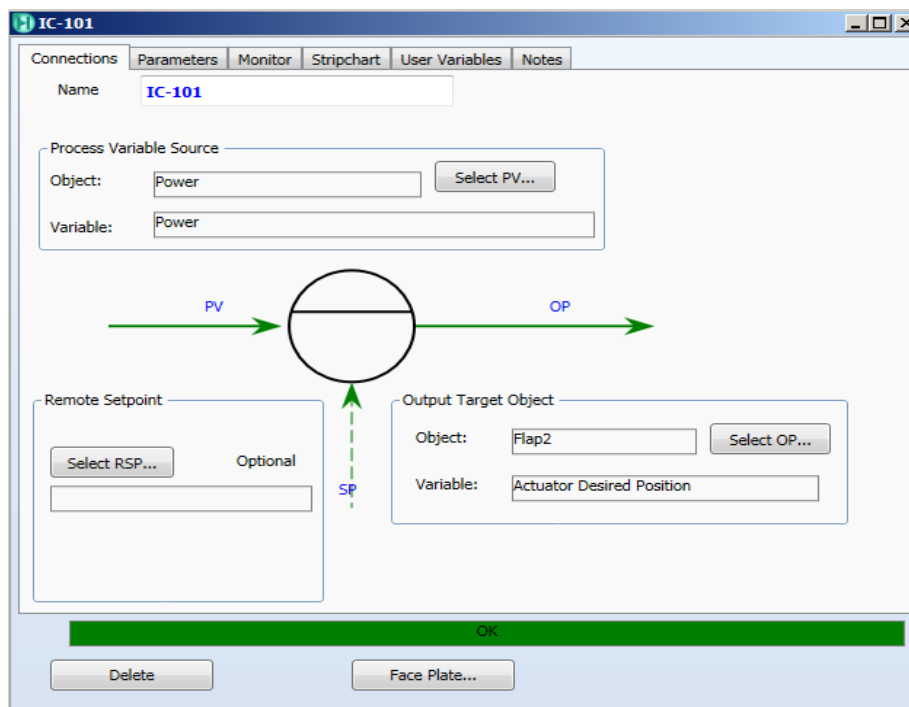 IC-101
Connections Parameters Monitor Stripchart User Variables Notes
Name IC-101
Process Variable Source
Object: Power Select PV...
Variable: Power
PV OP
Remote Setpoint
Select RSP... Optional
SP
Output Target Object
Object: Flap2 Select OP...
Variable: Actuator Desired Position
OK
Delete Face Plate...